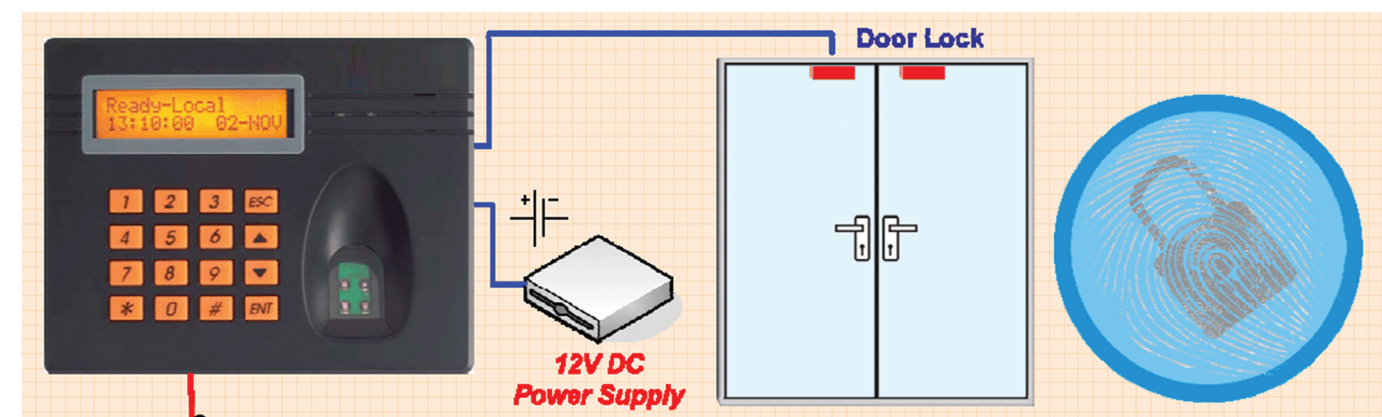 Ready-Local
13:10:00 02-NOV
1 2 3 ESC
4 5 6 ▲
7 8 9 ▼
* 0 # ENT
Door Lock
+ -
12V DC
Power Supply